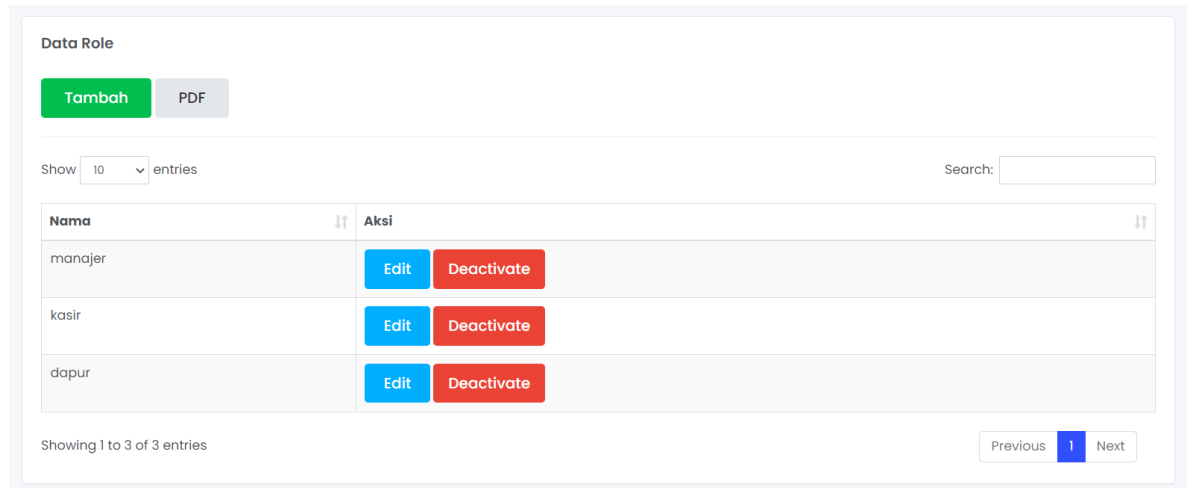 Data Role
Tambah PDF
Show 10 entries Search:
Nama Aksi
manajer Edit Deactivate
kasir Edit Deactivate
dapur Edit Deactivate
Showing 1 to 3 of 3 entries Previous 1 Next